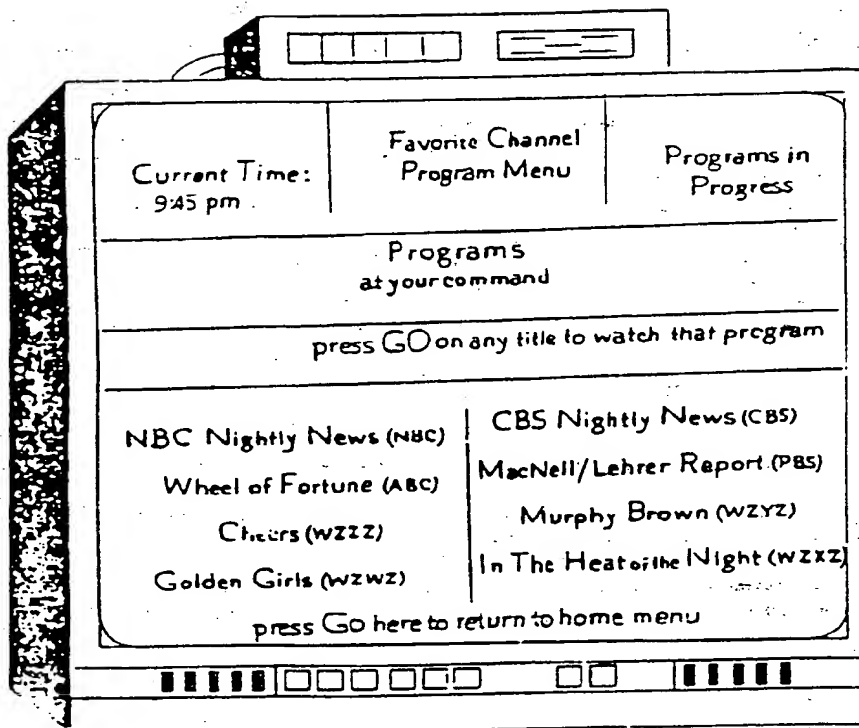 Current Time:
9:45 pm
Favorite Channel
Program Menu
Programs in
Progress
Programs
at your command
press GO on any title to watch that program
NBC Nightly News (NBC)
Wheel of Fortune (ABC)
Cheers (WZZZ)
Golden Girls (WZWZ)
CBS Nightly News (CBS)
MacNell/Lehrer Report (PBS)
Murphy Brown (WZYZ)
In The Heat of the Night (WZXZ)
press Go here to return to home menu